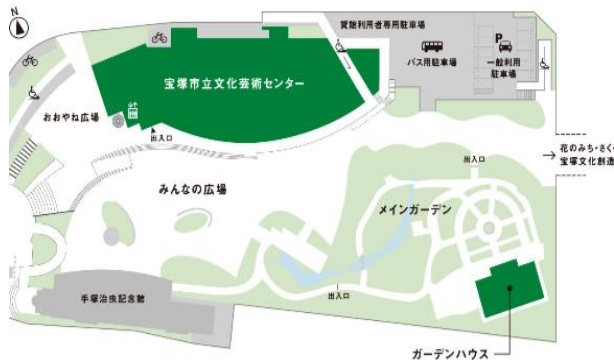 N
貸館利用者専用駐車場
P
バス用駐車場
一般利用
駐車場
宝塚市立文化芸術センター
おおやね広場
出入口
花のみち・さくら
宝塚文化創造
出入口
みんなの広場
メインガーデン
手塚治虫記念館
出入口
ガーデンハウス